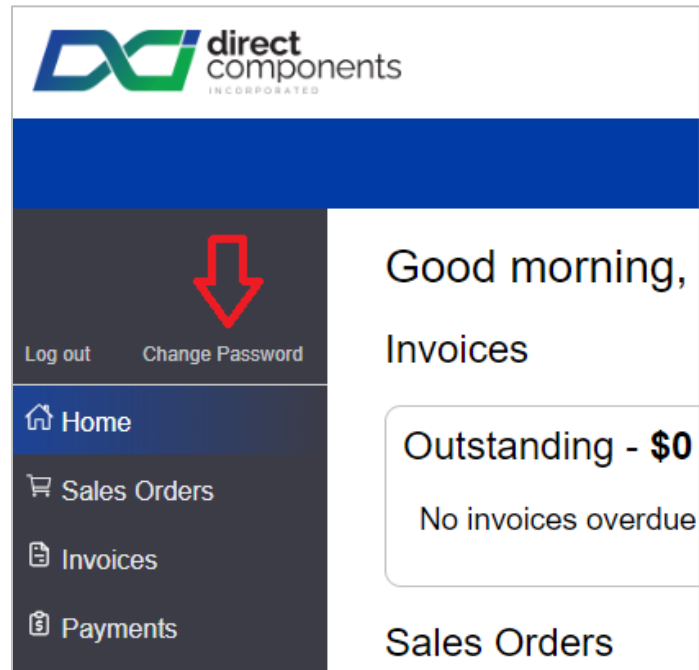 DCI direct
components
INCORPORATED
Good morning,
Log out Change Password
Invoices
Home
Outstanding - $0
Sales Orders
No invoices overdue
Invoices
Payments
Sales Orders